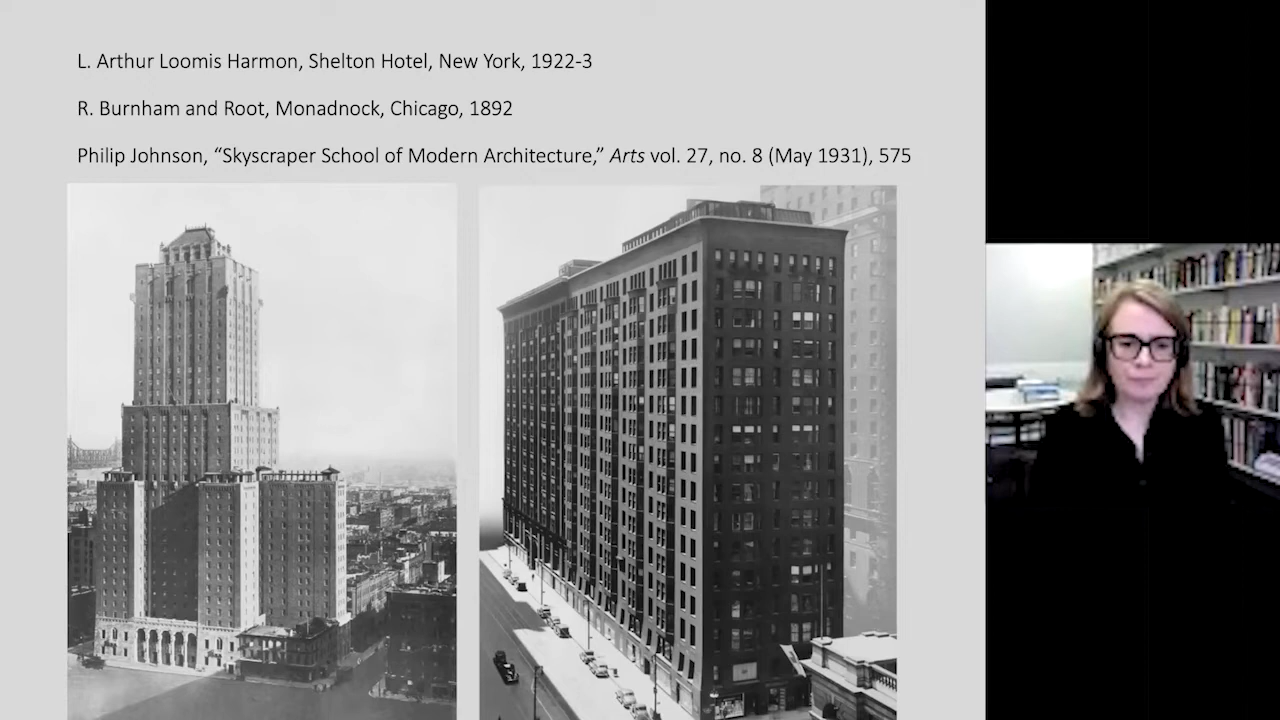 L. Arthur Loomis Harmon, Shelton Hotel, New York, 1922-3
R. Burnham and Root, Monadnock, Chicago, 1892
Philip Johnson, “Skyscraper School of Modern Architecture,” Arts vol. 27, no. 8 (May 1931), 575